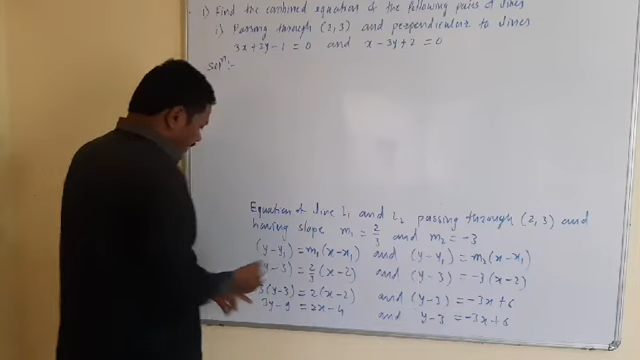 1) Find the combined equation of the following pairs of lines
i) Passing through (2,3) and perpendicular to lines
3x+2y-1=0 and x-3y+2=0
Solⁿ:-
Equation of line L₁ and L₂ passing through (2,3) and
having slope m₁ = 2/3 and m₂ = -3
(y-y₁)=m₁(x-x₁) and (y-y₁)=m₂(x-x₁)
(y-3)=2/3(x-2) and (y-3)=-3(x-2)
3(y-3)=2(x-2) and (y-3)=-3x+6
3y-9=2x-4 and y-3=-3x+6